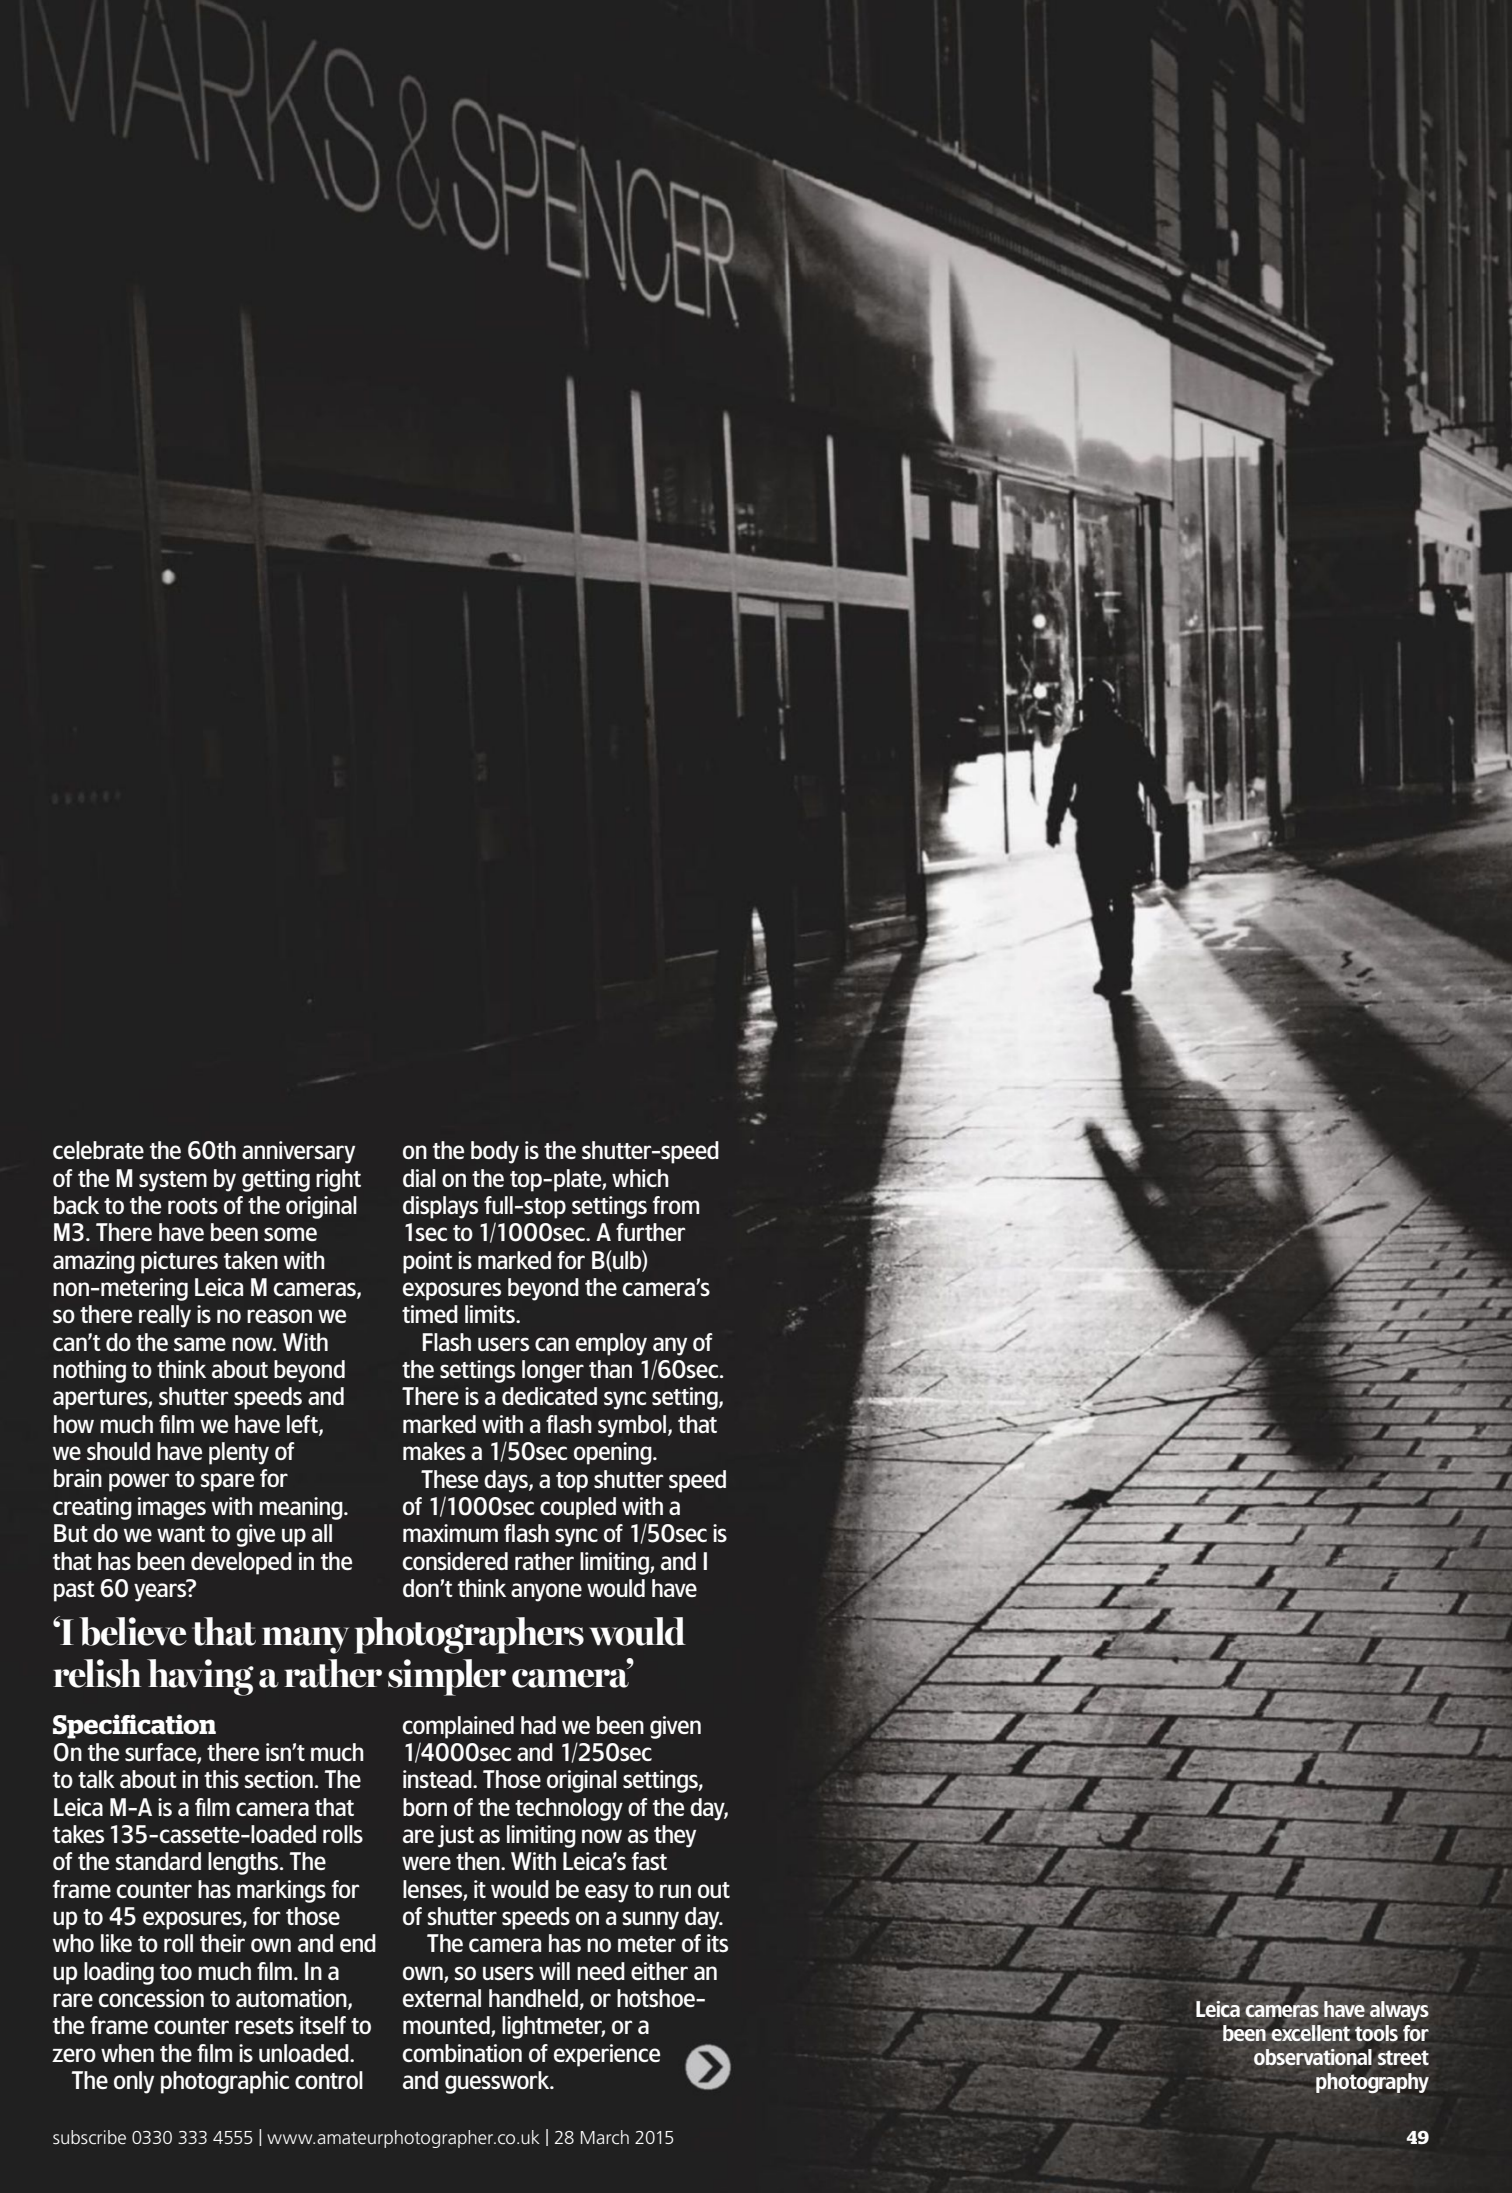 MARKS & SPENCER
celebrate the 60th anniversary
of the M system by getting right
back to the roots of the original
M3. There have been some
amazing pictures taken with
non-metering Leica M cameras,
so there really is no reason we
can't do the same now. With
nothing to think about beyond
apertures, shutter speeds and
how much film we have left,
we should have plenty of
brain power to spare for
creating images with meaning.
But do we want to give up all
that has been developed in the
past 60 years?
on the body is the shutter-speed
dial on the top-plate, which
displays full-stop settings from
1sec to 1/1000sec. A further
point is marked for B(ulb)
exposures beyond the camera's
timed limits.
Flash users can employ any of
the settings longer than 1/60sec.
There is a dedicated sync setting,
marked with a flash symbol, that
makes a 1/50sec opening.
These days, a top shutter speed
of 1/1000sec coupled with a
maximum flash sync of 1/50sec is
considered rather limiting, and I
don't think anyone would have
‘I believe that many photographers would
relish having a rather simpler camera’
Specification
On the surface, there isn't much
to talk about in this section. The
Leica M-A is a film camera that
takes 135-cassette-loaded rolls
of the standard lengths. The
frame counter has markings for
up to 45 exposures, for those
who like to roll their own and end
up loading too much film. In a
rare concession to automation,
the frame counter resets itself to
zero when the film is unloaded.
The only photographic control
complained had we been given
1/4000sec and 1/250sec
instead. Those original settings,
born of the technology of the day,
are just as limiting now as they
were then. With Leica's fast
lenses, it would be easy to run out
of shutter speeds on a sunny day.
The camera has no meter of its
own, so users will need either an
external handheld, or hotshoe-
mounted, lightmeter, or a
combination of experience
and guesswork.
Leica cameras have always
been excellent tools for
observational street
photography
subscribe 0330 333 4555 | www.amateurphotographer.co.uk | 28 March 2015
49